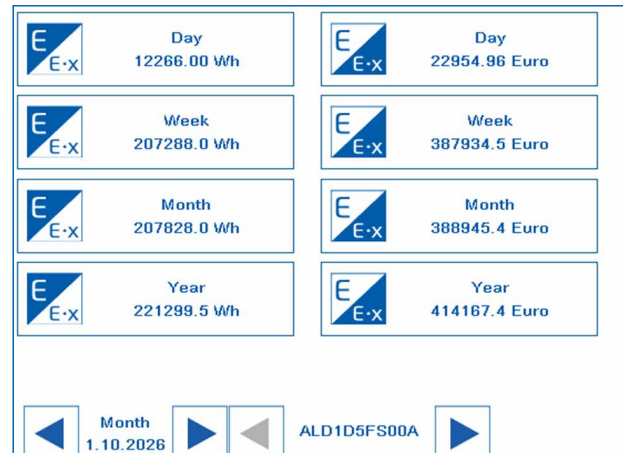 E
E·x
Day
12266.00 Wh
E
E·x
Day
22954.96 Euro
E
E·x
Week
207288.0 Wh
E
E·x
Week
387934.5 Euro
E
E·x
Month
207828.0 Wh
E
E·x
Month
388945.4 Euro
E
E·x
Year
221299.5 Wh
E
E·x
Year
414167.4 Euro
Month
1.10.2026
ALD1D5FS00A